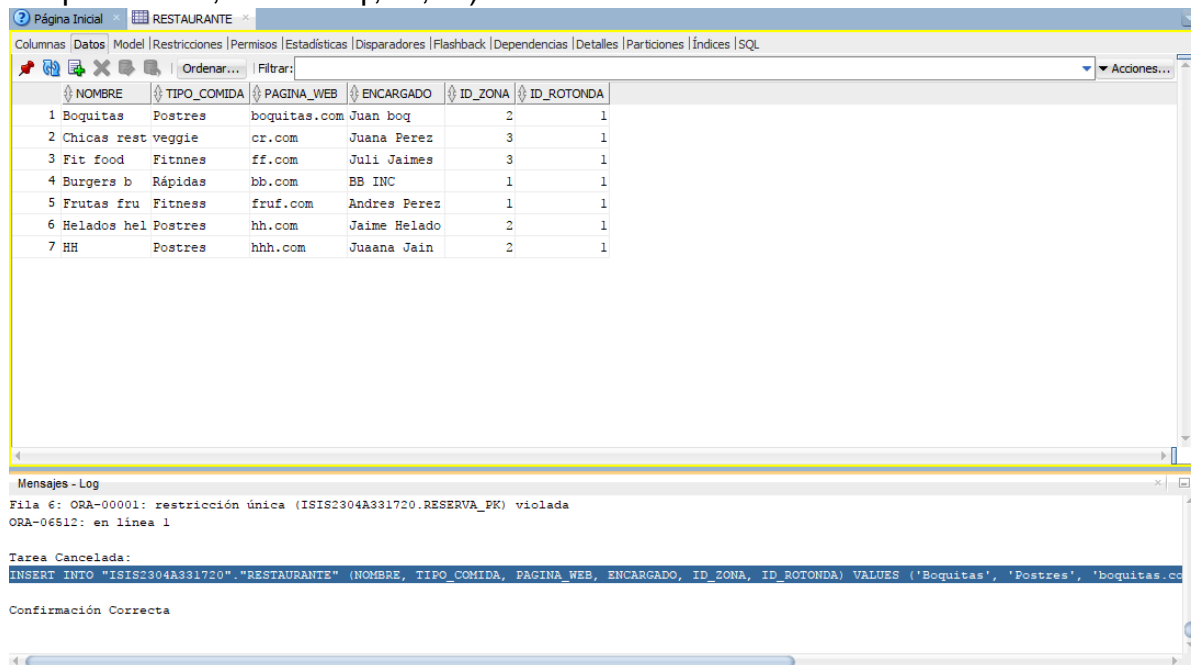 Página Inicial RESTAURANTE
Columnas Datos Model Restricciones Permisos Estadísticas Disparadores Flashback Dependencias Detalles Particiones Índices SQL
Ordenar... Filtrar: Acciones...
NOMBRE TIPO_COMIDA PAGINA_WEB ENCARGADO ID_ZONA ID_ROTONDA
1 Boquitas Postres boquitas.com Juan boq 2 1
2 Chicas rest veggie cr.com Juana Perez 3 1
3 Fit food Fitnnes ff.com Juli Jaimes 3 1
4 Burgers b Rápidas bb.com BB INC 1 1
5 Frutas fru Fitness fruf.com Andres Perez 1 1
6 Helados hel Postres hh.com Jaime Helado 2 1
7 HH Postres hhh.com Juaana Jain 2 1
Mensajes - Log
Fila 6: ORA-00001: restricción única (ISIS2304A331720.RESERVA_PK) violada
ORA-06512: en línea 1
Tarea Cancelada:
INSERT INTO "ISIS2304A331720"."RESTAURANTE" (NOMBRE, TIPO_COMIDA, PAGINA_WEB, ENCARGADO, ID_ZONA, ID_ROTONDA) VALUES ('Boquitas', 'Postres', 'boquitas.co
Confirmación Correcta